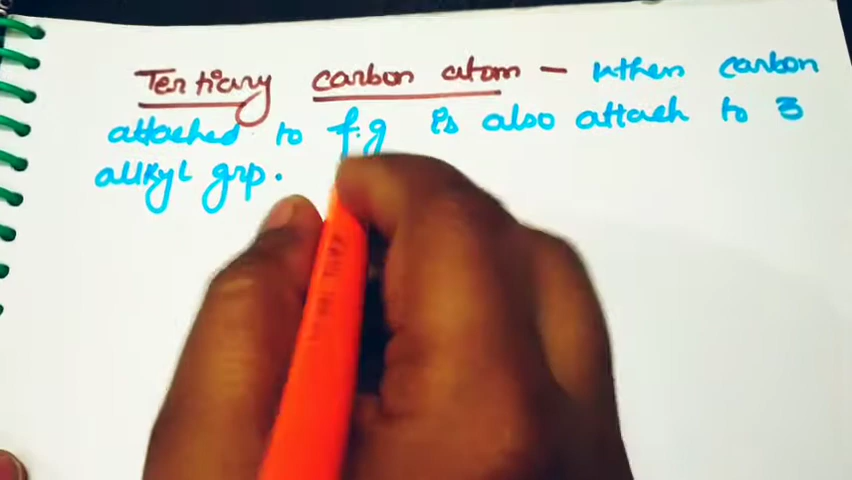 Tertiary carbon atom - When carbon
attached to f.g is also attach to 3
alkyl grp.